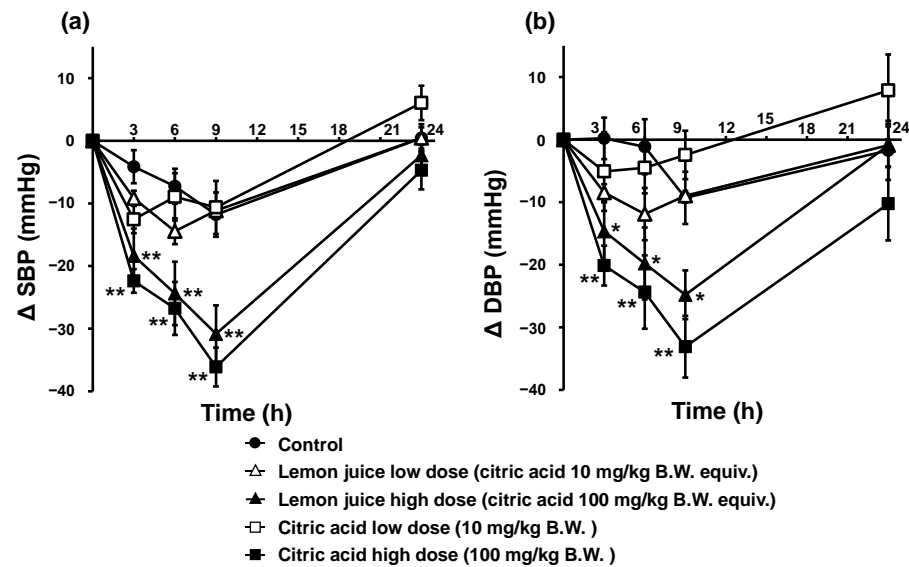 (a)
(b)
10
0
−10
−20
−30
−40
3 6 9 12 15 18 21 24
Δ SBP (mmHg)
** ** **
** ** **
Time (h)
10
0
−10
−20
−30
−40
3 6 9 12 15 18 21 24
Δ DBP (mmHg)
* * *
** ** **
Time (h)
Control
Lemon juice low dose (citric acid 10 mg/kg B.W. equiv.)
Lemon juice high dose (citric acid 100 mg/kg B.W. equiv.)
Citric acid low dose (10 mg/kg B.W. )
Citric acid high dose (100 mg/kg B.W. )